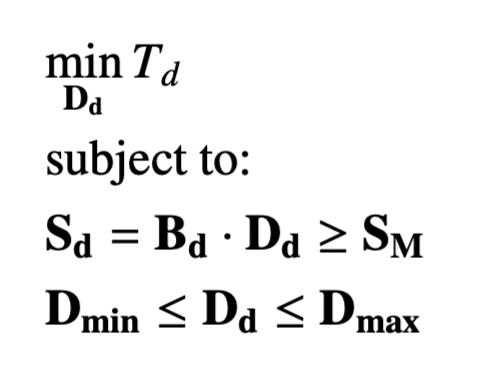 min T_d
D_d
subject to:
S_d = B_d · D_d ≥ S_M
D_min ≤ D_d ≤ D_max